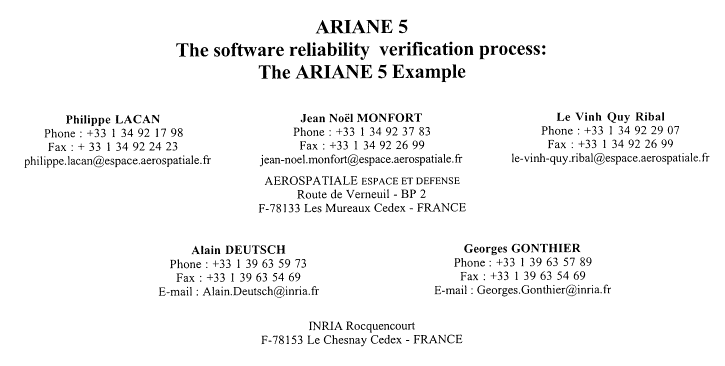 ARIANE 5
The software reliability verification process:
The ARIANE 5 Example
Philippe LACAN
Phone : +33 1 34 92 17 98
Fax : + 33 1 34 92 24 23
philippe.lacan@espace.aerospatiale.fr
Jean Noël MONFORT
Phone : +33 1 34 92 37 83
Fax : +33 1 34 92 26 99
jean-noel.monfort@espace.aerospatiale.fr
Le Vinh Quy Ribal
Phone : +33 1 34 92 29 07
Fax : +33 1 34 92 26 99
le-vinh-quy.ribal@espace.aerospatiale.fr
AEROSPATIALE ESPACE ET DEFENSE
Route de Verneuil - BP 2
F-78133 Les Mureaux Cedex - FRANCE
Alain DEUTSCH
Phone : +33 1 39 63 59 73
Fax : +33 1 39 63 54 69
E-mail : Alain.Deutsch@inria.fr
Georges GONTHIER
Phone : +33 1 39 63 57 89
Fax : +33 1 39 63 54 69
E-mail : Georges.Gonthier@inria.fr
INRIA Rocquencourt
F-78153 Le Chesnay Cedex - FRANCE